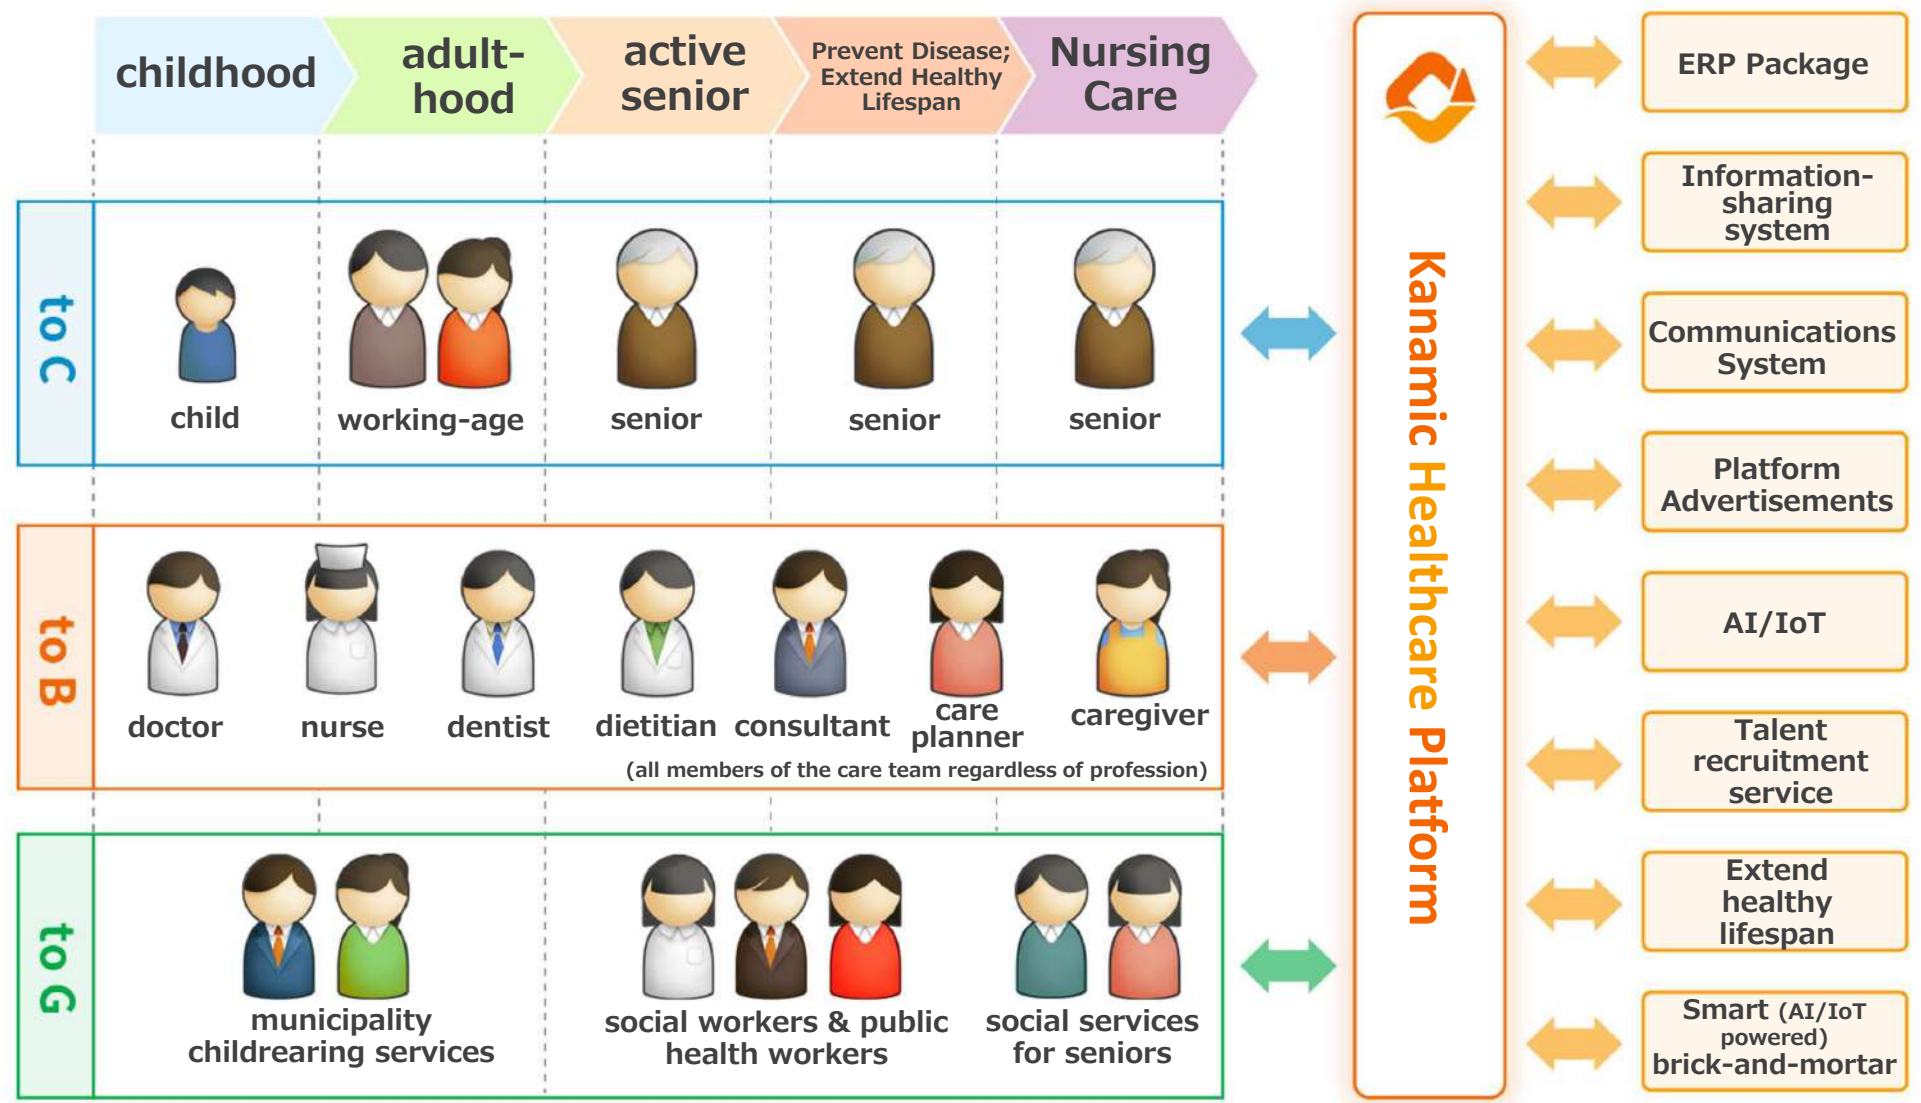 childhood
adult-
hood
active
senior
Prevent Disease;
Extend Healthy
Lifespan
Nursing
Care
to C
child
working-age
senior
senior
senior
to B
doctor
nurse
dentist
dietitian
consultant
care
planner
caregiver
(all members of the care team regardless of profession)
to G
municipality
childrearing services
social workers & public
health workers
social services
for seniors
Kanamic Healthcare Platform
ERP Package
Information-
sharing
system
Communications
System
Platform
Advertisements
AI/IoT
Talent
recruitment
service
Extend
healthy
lifespan
Smart (AI/IoT
powered)
brick-and-mortar